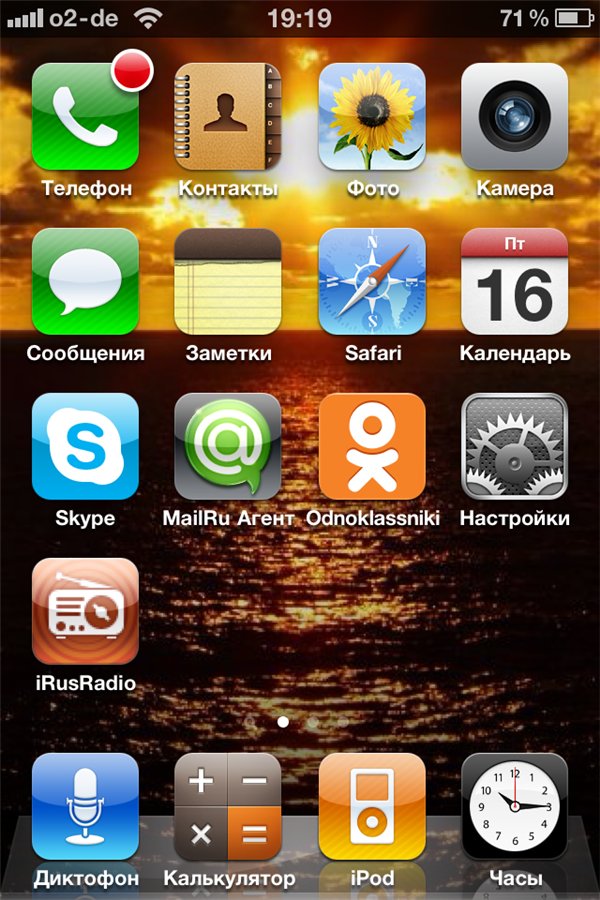 o2-de 19:19 71 %
Телефон Контакты Фото Камера
Пт
16
Сообщения Заметки Safari Календарь
Skype MailRu Агент Odnoklassniki Настройки
iRusRadio
Диктофон Калькулятор iPod Часы